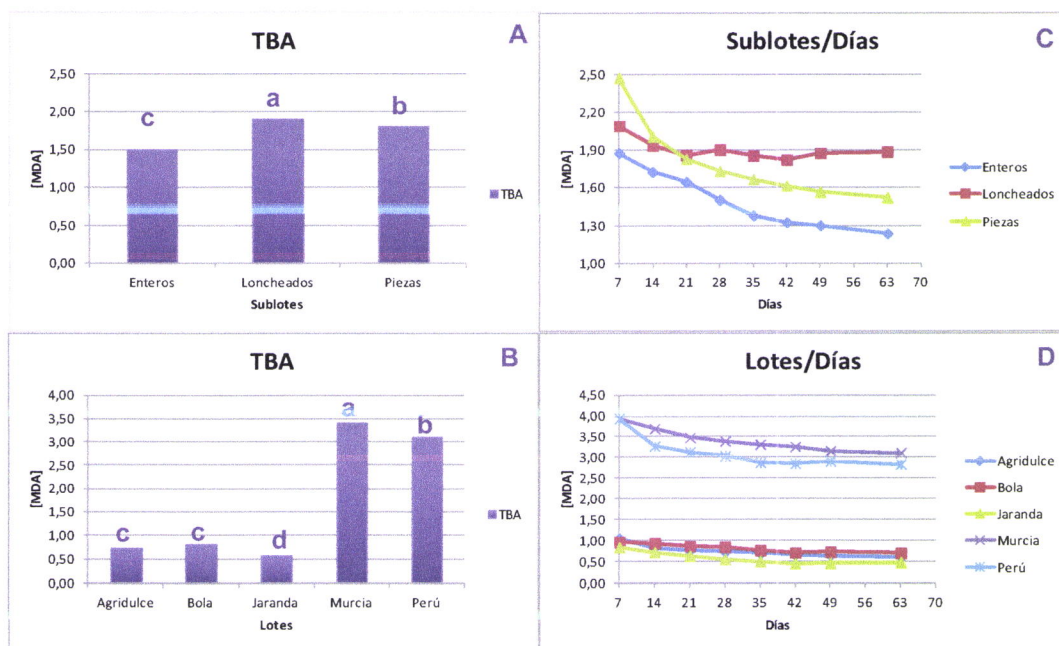 TBA
A
2,50
2,00
1,50
1,00
0,50
0,00
[MDA]
c
a
b
Enteros
Loncheados
Piezas
Sublotes
TBA
Sublotes/Días
C
2,50
2,20
1,90
1,60
1,30
1,00
[MDA]
7 14 21 28 35 42 49 56 63 70
Días
Enteros
Loncheados
Piezas
TBA
B
4,00
3,50
3,00
2,50
2,00
1,50
1,00
0,50
0,00
[MDA]
c
c
d
a
b
Agridulce
Bola
Jaranda
Murcia
Perú
Lotes
TBA
Lotes/Días
D
4,50
4,00
3,50
3,00
2,50
2,00
1,50
1,00
0,50
0,00
[MDA]
7 14 21 28 35 42 49 56 63 70
Días
Agridulce
Bola
Jaranda
Murcia
Perú